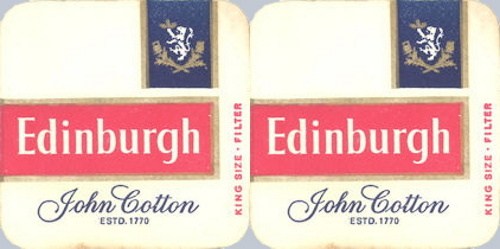 Edinburgh
John Cotton
ESTD. 1770
KING SIZE · FILTER
Edinburgh
John Cotton
ESTD. 1770
KING SIZE · FILTER